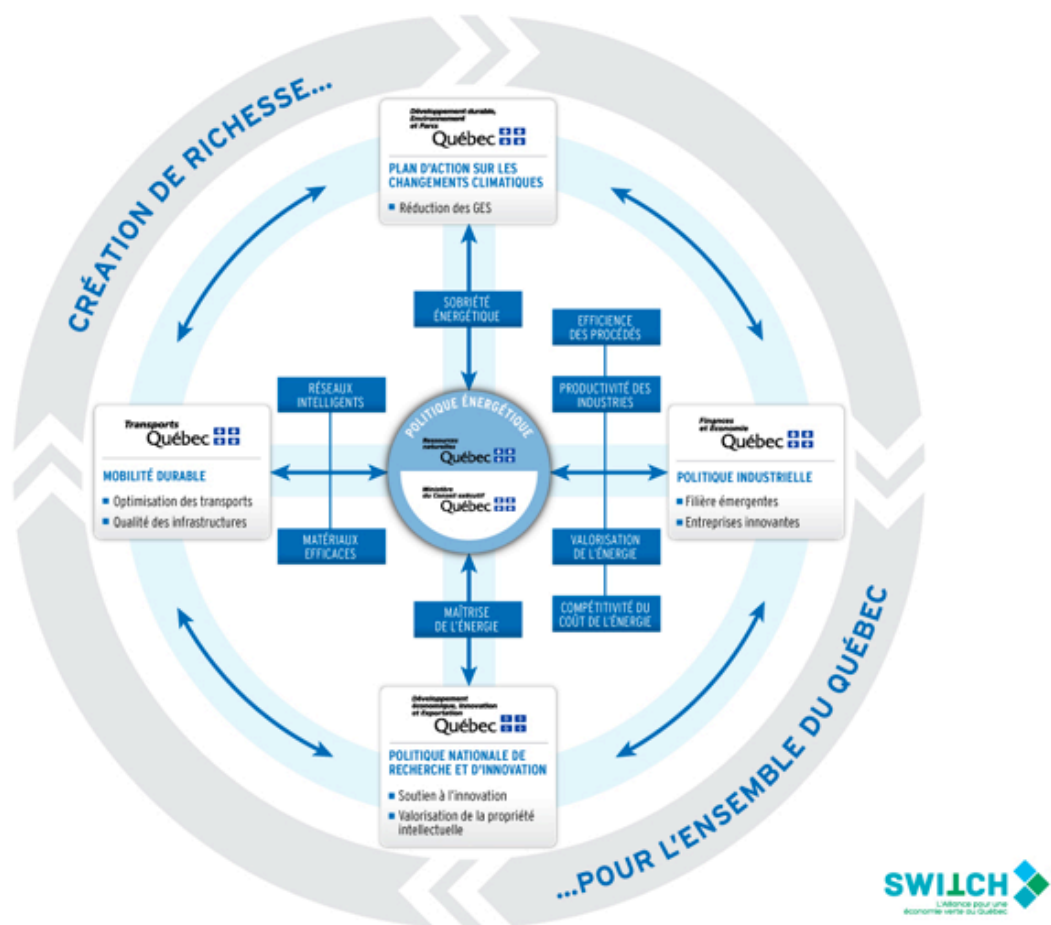 CRÉATION DE RICHESSE...
Développement durable,
Environnement
et Parcs
Québec
PLAN D'ACTION SUR LES
CHANGEMENTS CLIMATIQUES
Réduction des GES
SOBRIÉTÉ
ÉNERGÉTIQUE
EFFICIENCE
DES PROCÉDÉS
RÉSEAUX
INTELLIGENTS
PRODUCTIVITÉ DES
INDUSTRIES
Transports
Québec
MOBILITÉ DURABLE
Optimisation des transports
Qualité des infrastructures
POLITIQUE ÉNERGÉTIQUE
Ressources
naturelles
Québec
Ministère
du Conseil exécutif
Québec
Finances
et Économie
Québec
POLITIQUE INDUSTRIELLE
Filière émergentes
Entreprises innovantes
MATÉRIAUX
EFFICACES
VALORISATION
DE L'ÉNERGIE
MAÎTRISE
DE L'ÉNERGIE
COMPÉTITIVITÉ DU
COÛT DE L'ÉNERGIE
Développement
économique, Innovation
et Exportation
Québec
POLITIQUE NATIONALE DE
RECHERCHE ET D'INNOVATION
Soutien à l'innovation
Valorisation de la propriété
intellectuelle
...POUR L'ENSEMBLE DU QUÉBEC
SWITCH
L'Alliance pour une
économie verte au Québec